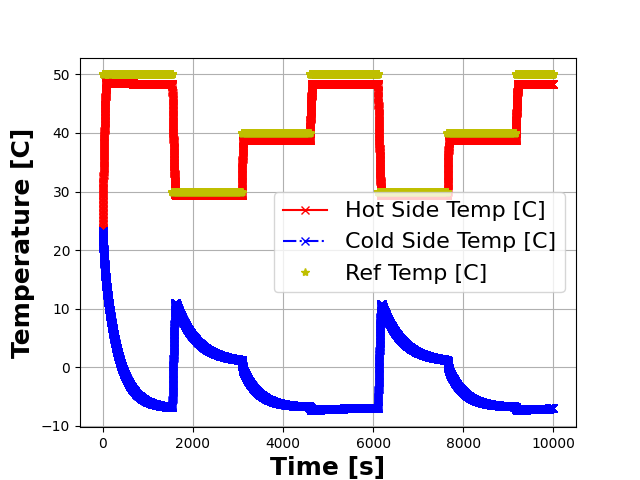 50
40
30
20
10
0
−10
Temperature [C]
Hot Side Temp [C]
Cold Side Temp [C]
Ref Temp [C]
0 2000 4000 6000 8000 10000
Time [s]